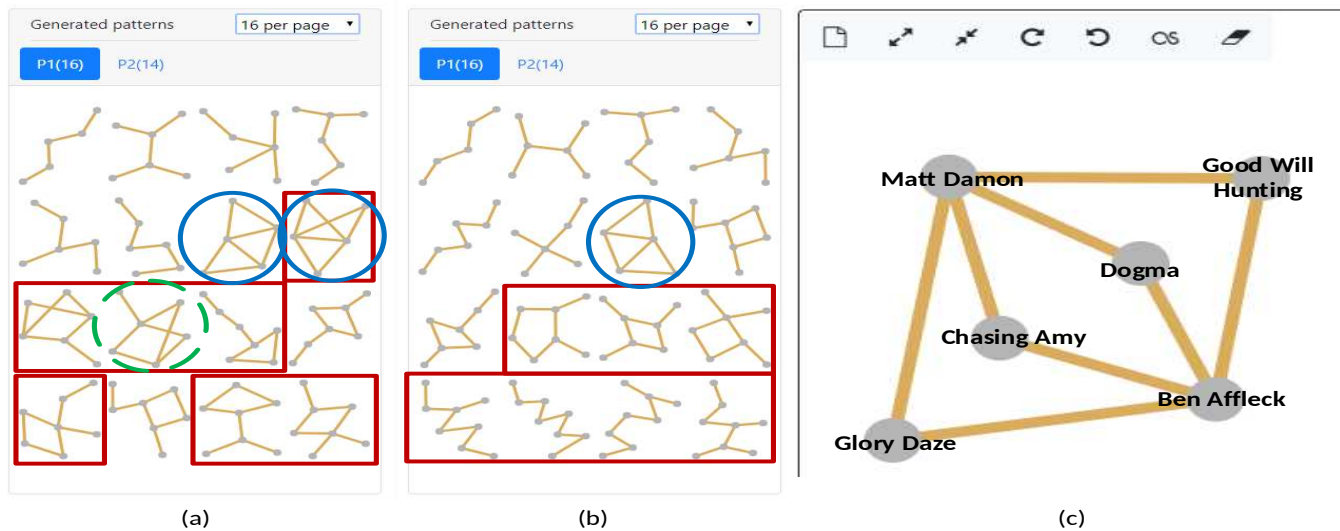 Generated patterns 16 per page
P1(16) P2(14)
(a)
Generated patterns 16 per page
P1(16) P2(14)
(b)
Matt Damon
Good Will
Hunting
Dogma
Chasing Amy
Ben Affleck
Glory Daze
(c)